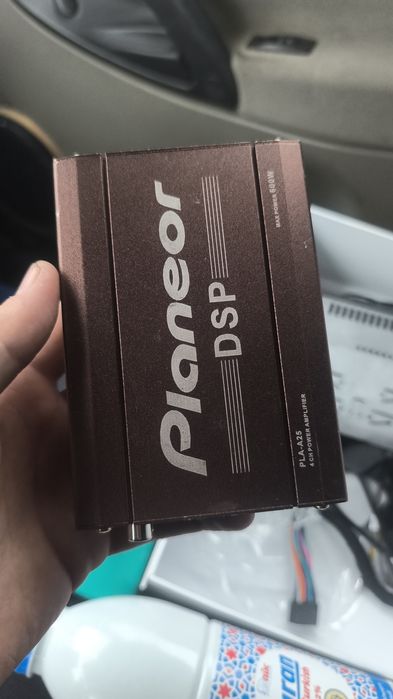 Planeor
DSP
MAX POWER 600W
PLA-A25
4 CH POWER AMPLIFIER